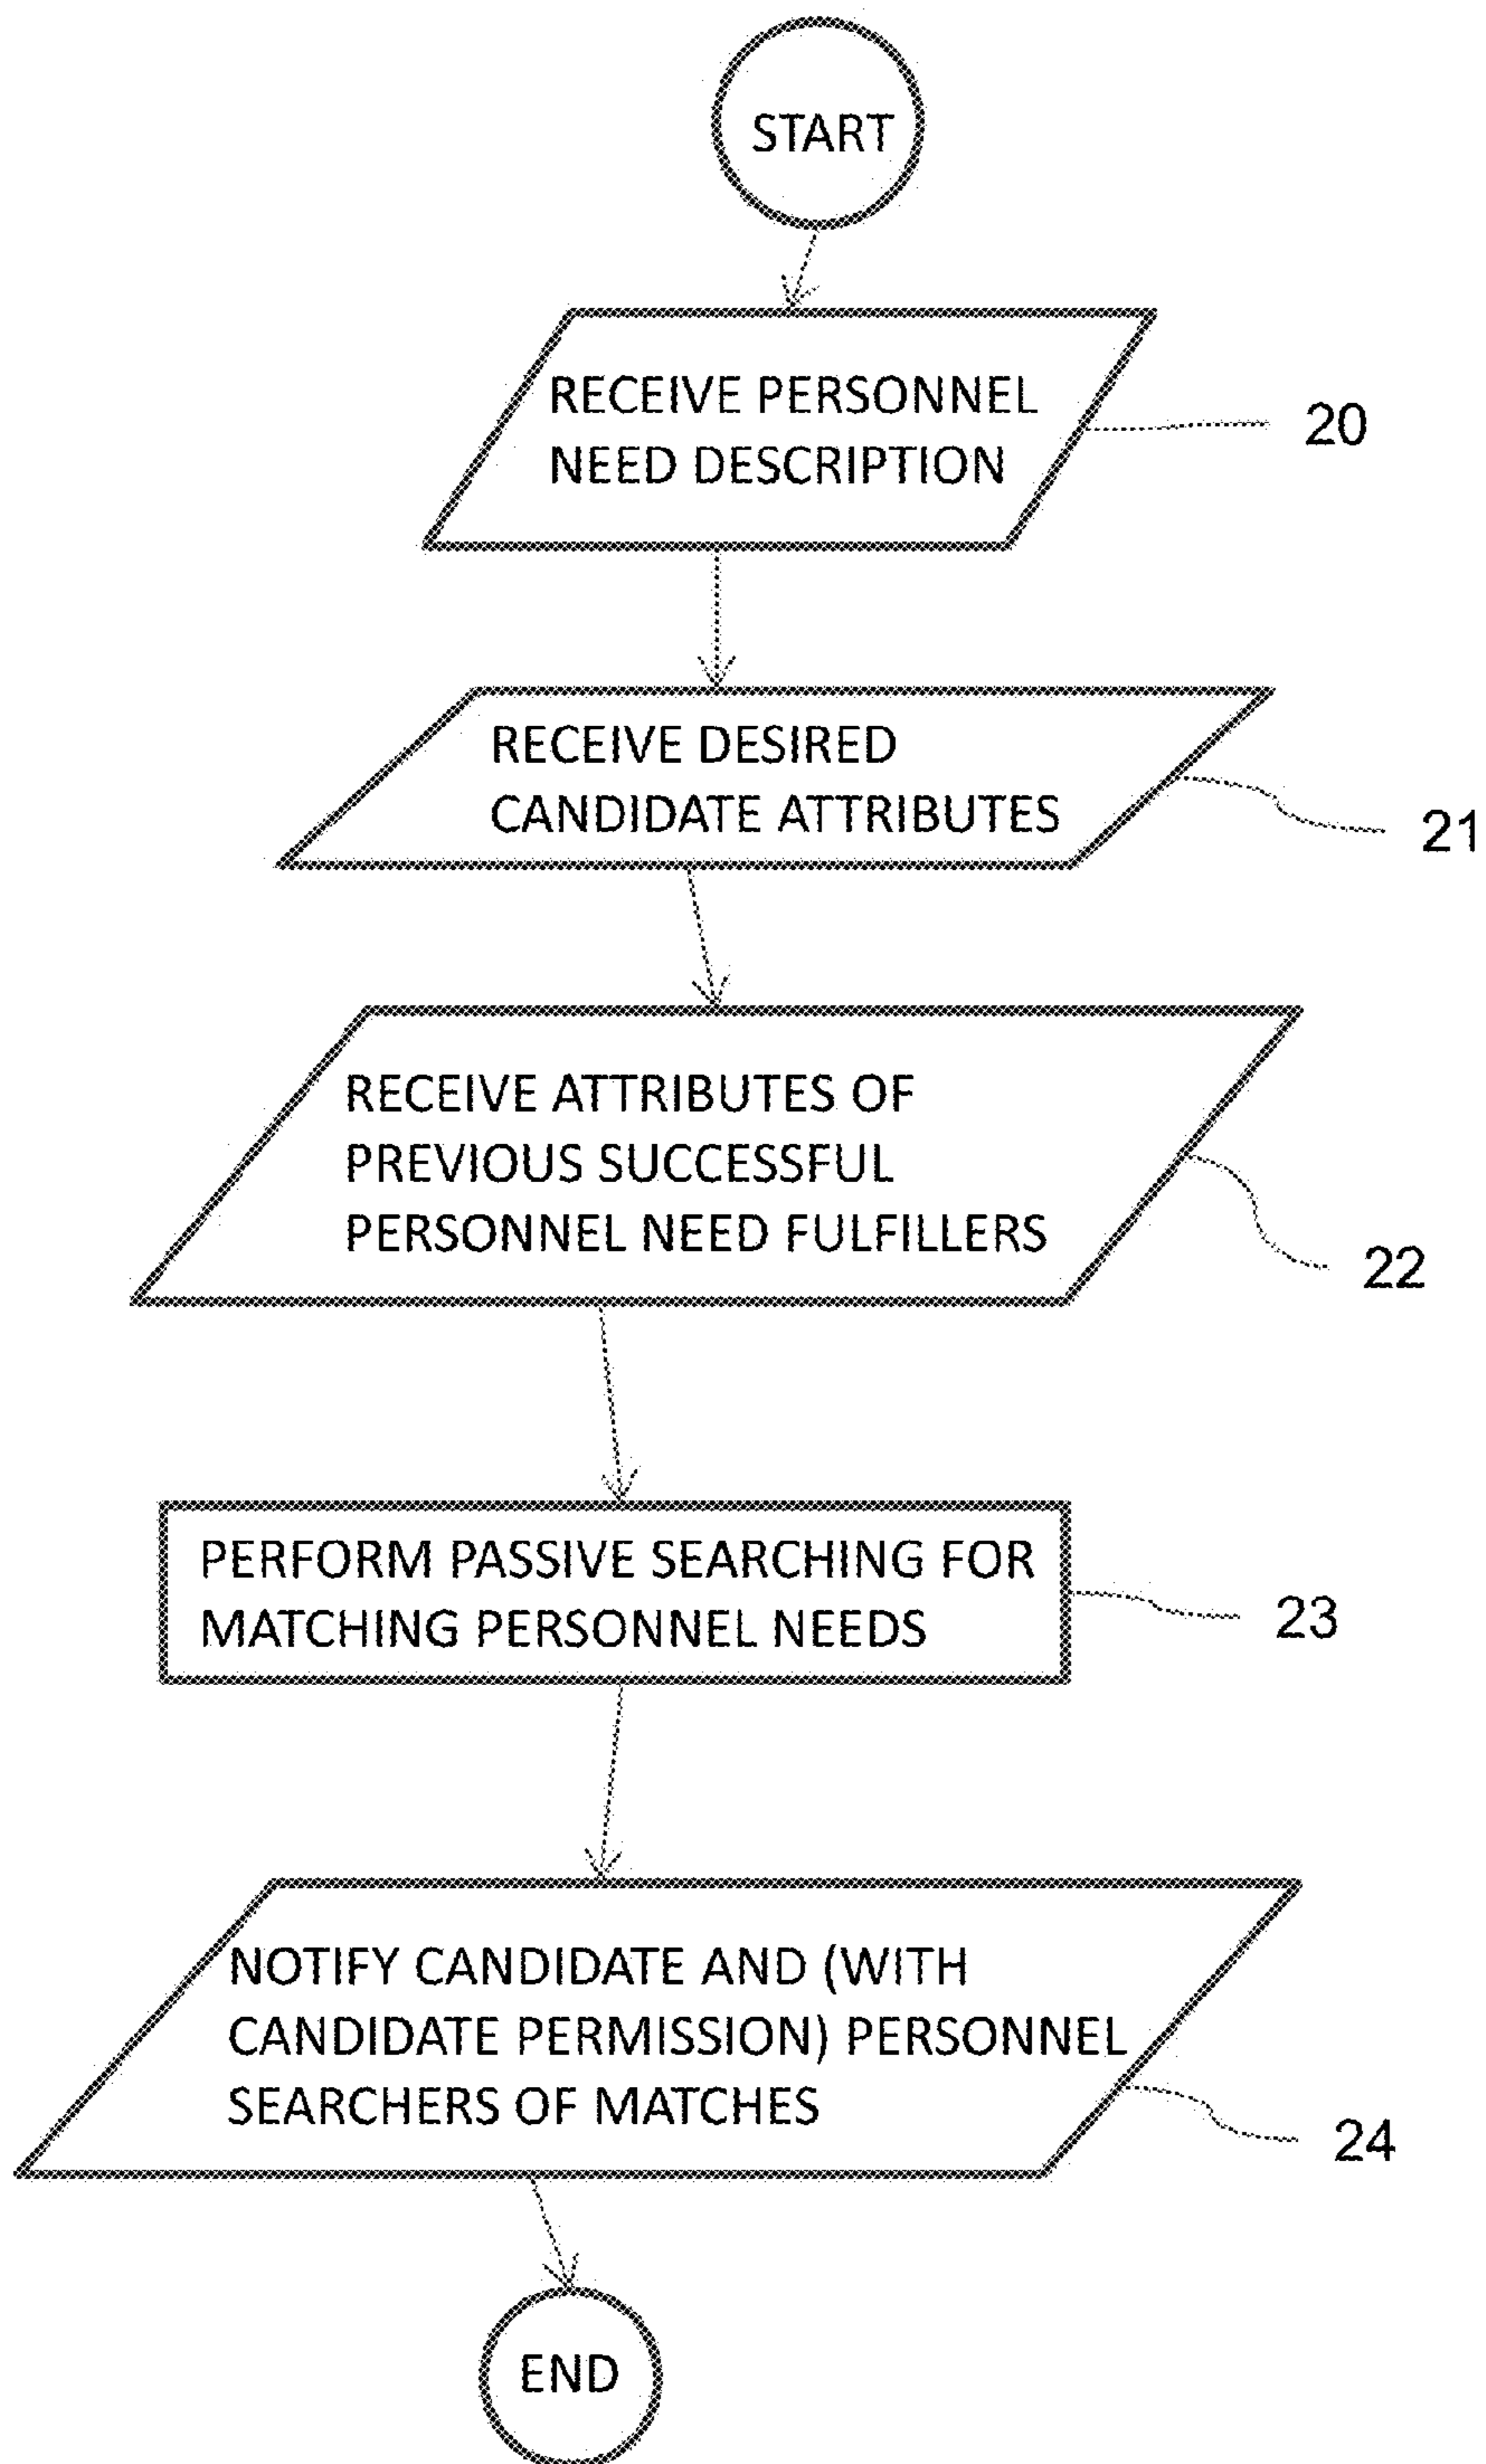 START
RECEIVE PERSONNEL
NEED DESCRIPTION
20
RECEIVE DESIRED
CANDIDATE ATTRIBUTES
21
RECEIVE ATTRIBUTES OF
PREVIOUS SUCCESSFUL
PERSONNEL NEED FULFILLERS
22
PERFORM PASSIVE SEARCHING FOR
MATCHING PERSONNEL NEEDS
23
NOTIFY CANDIDATE AND (WITH
CANDIDATE PERMISSION) PERSONNEL
SEARCHERS OF MATCHES
24
END